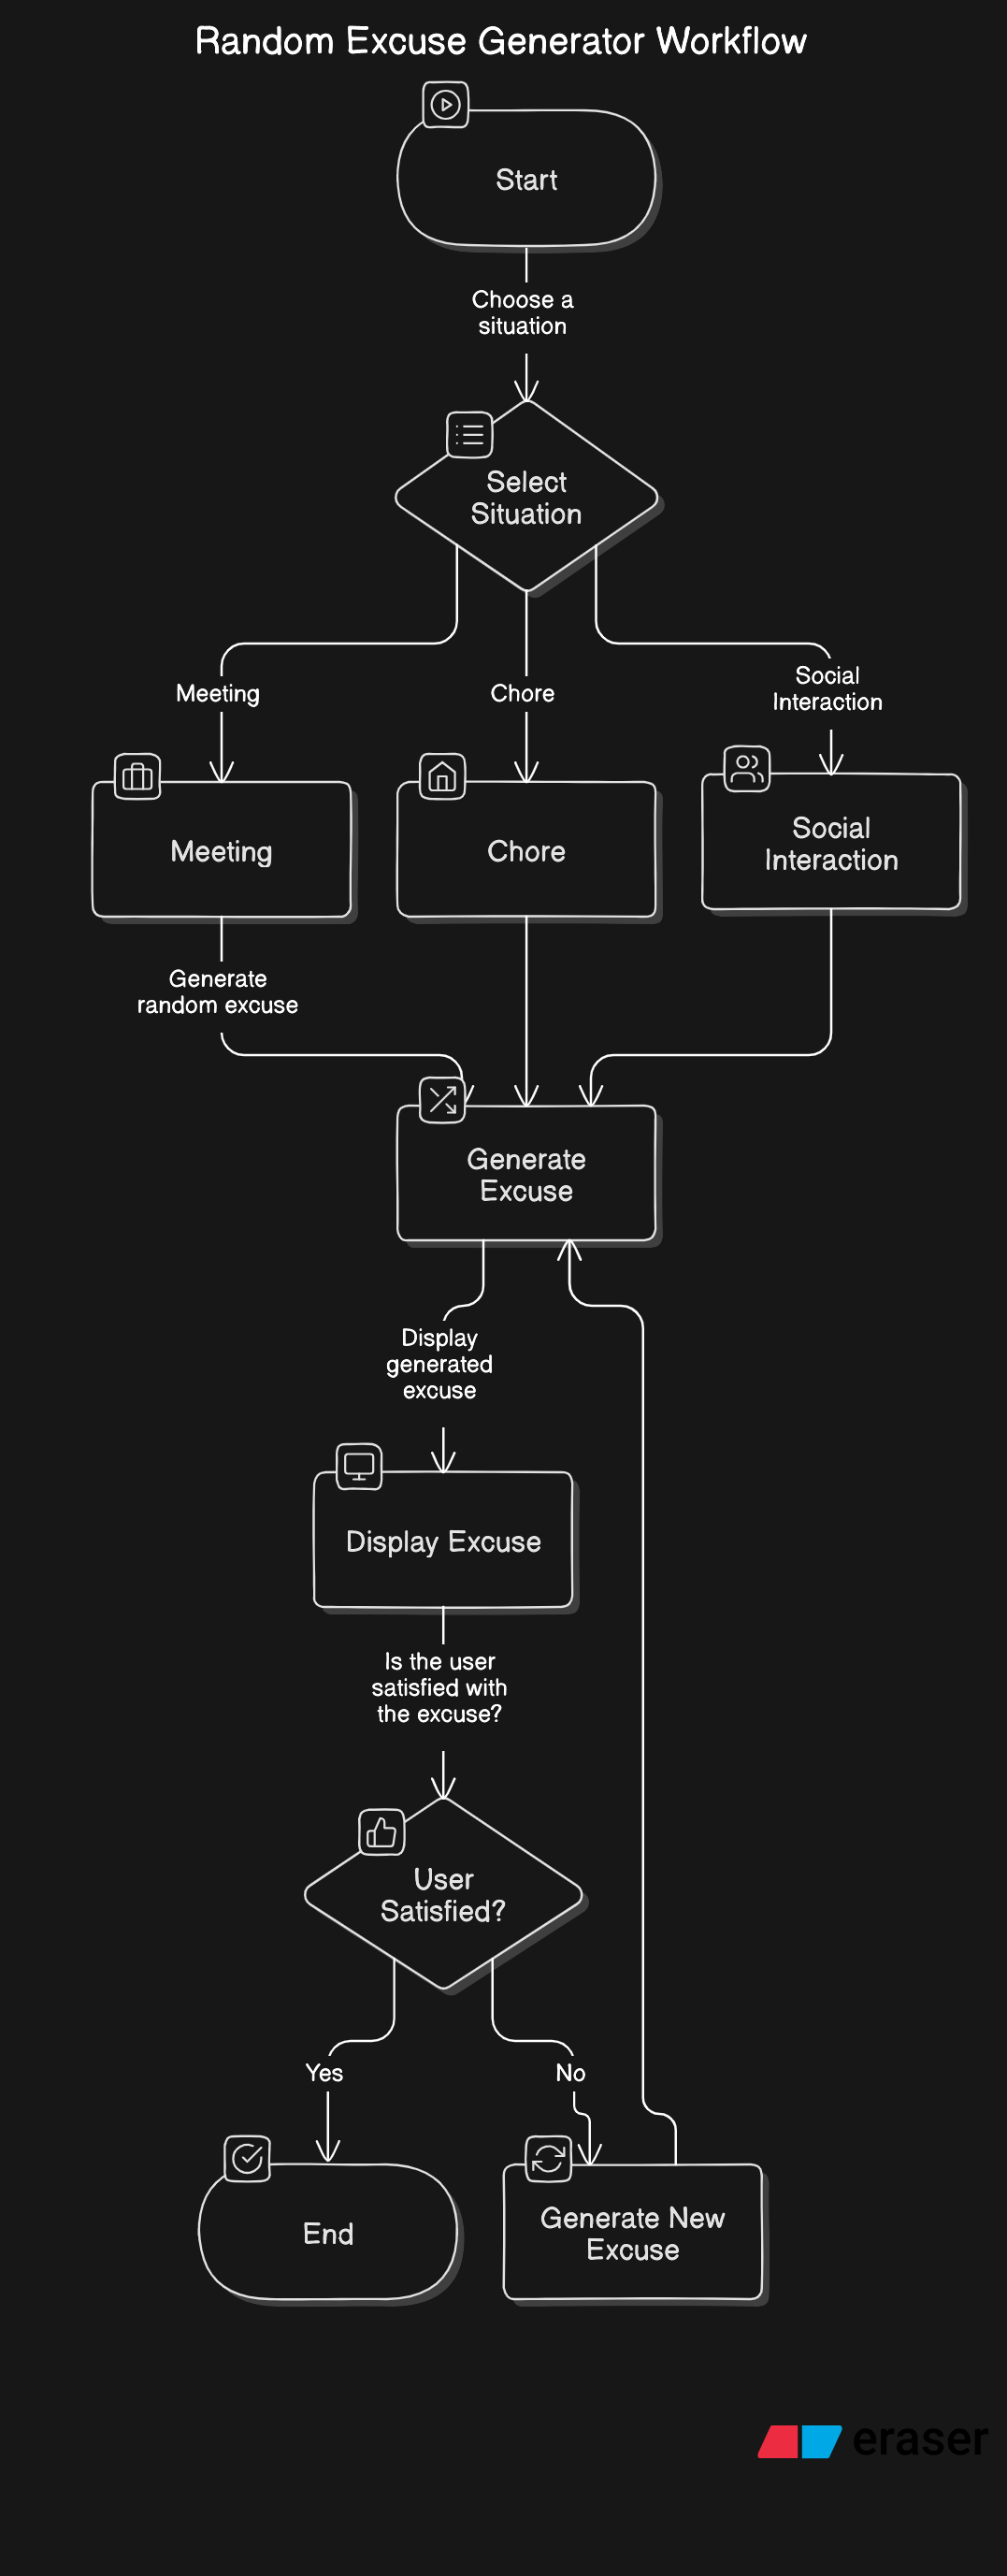 Random Excuse Generator Workflow
Start
Choose a
situation
Select
Situation
Meeting
Chore
Social
Interaction
Meeting
Chore
Social
Interaction
Generate
random excuse
Generate
Excuse
Display
generated
excuse
Display Excuse
Is the user
satisfied with
the excuse?
User
Satisfied?
Yes
No
End
Generate New
Excuse
eraser